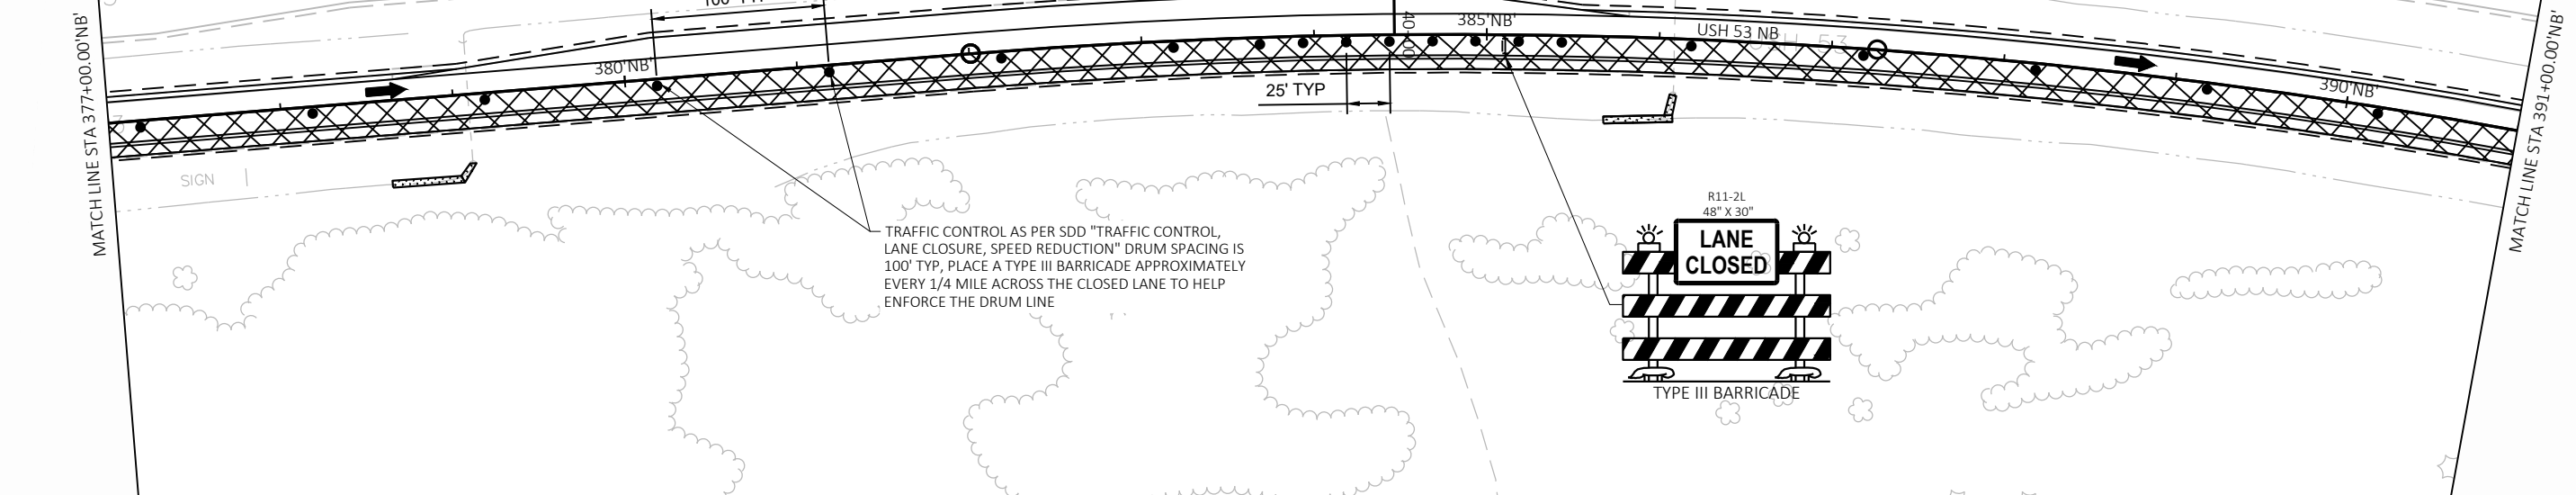 MATCH LINE STA 377+00.00'NB'
380'NB'
40+00
385'NB'
USH 53 NB
390'NB'
MATCH LINE STA 391+00.00'NB'
25' TYP
SIGN
TRAFFIC CONTROL AS PER SDD "TRAFFIC CONTROL,
LANE CLOSURE, SPEED REDUCTION" DRUM SPACING IS
100' TYP, PLACE A TYPE III BARRICADE APPROXIMATELY
EVERY 1/4 MILE ACROSS THE CLOSED LANE TO HELP
ENFORCE THE DRUM LINE
R11-2L
48" X 30"
LANE
CLOSED
TYPE III BARRICADE